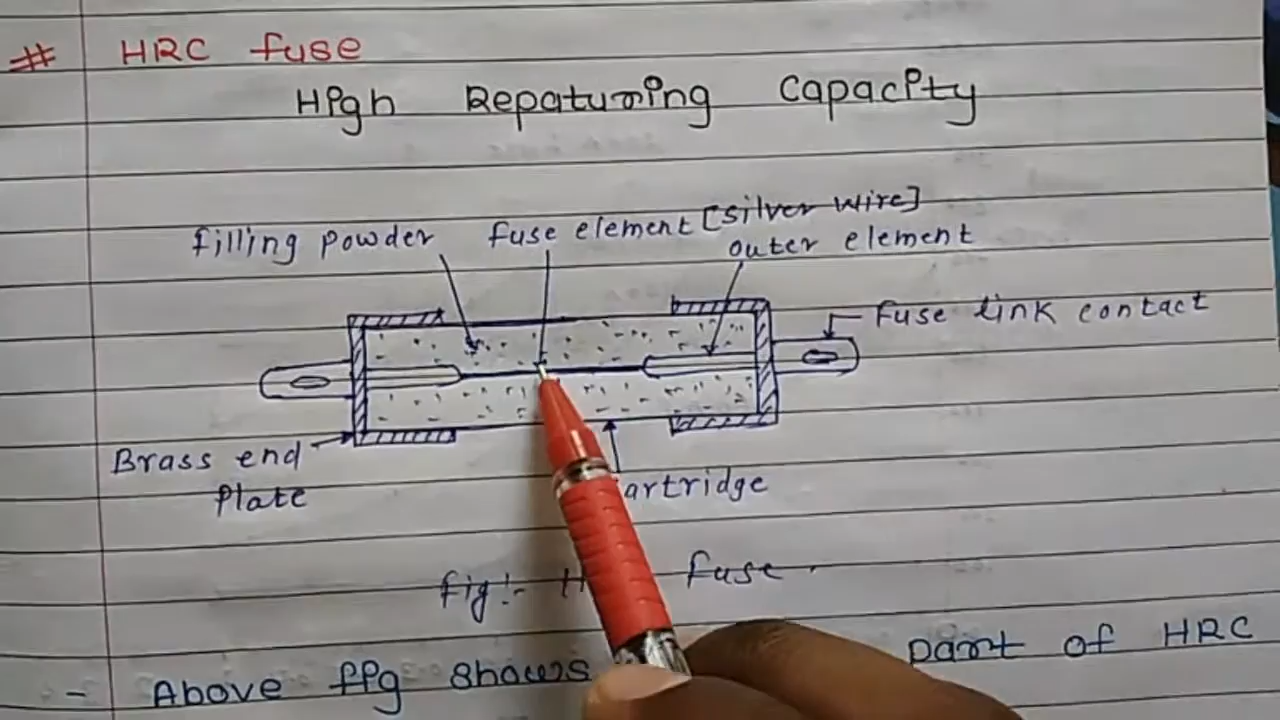 # HRC fuse
High Repaturing Capacity
filling powder fuse element [silver wire]
outer element
Fuse link contact
Brass end
Plate
artridge
fig:- H fuse.
- Above fig shows part of HRC